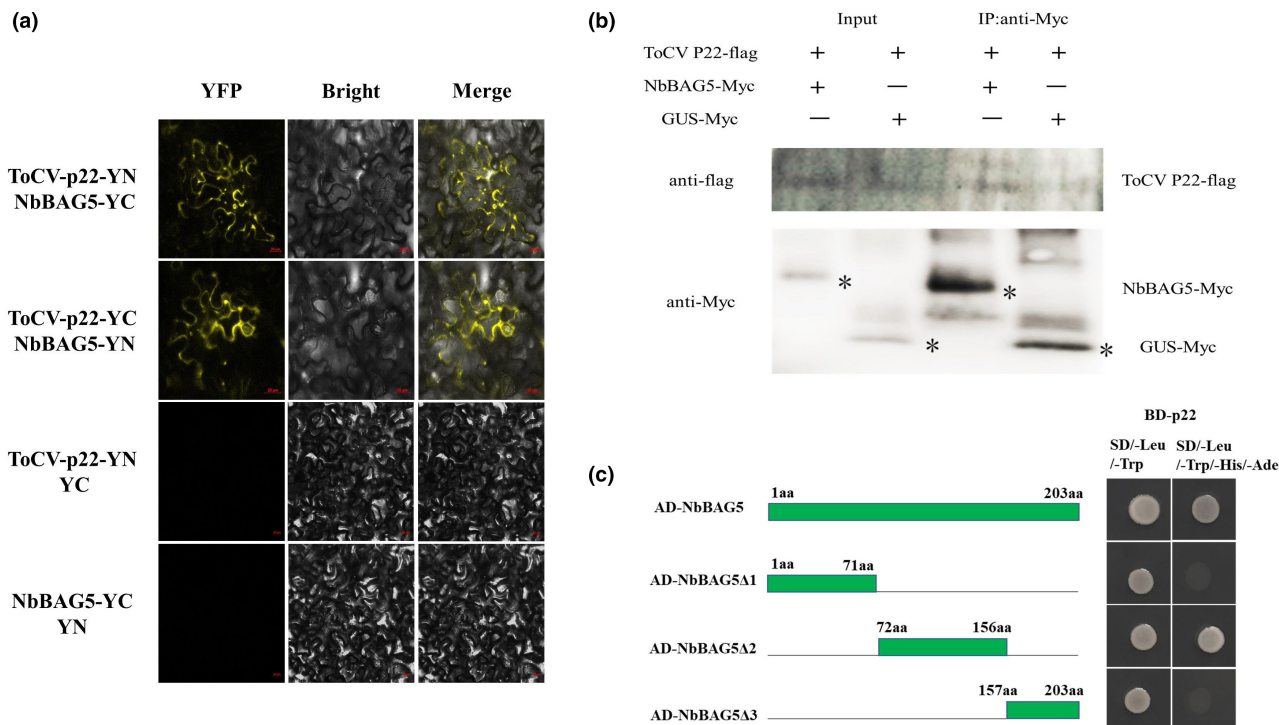 (a)
YFP Bright Merge
ToCV-p22-YN
NbBAG5-YC
ToCV-p22-YC
NbBAG5-YN
ToCV-p22-YN
YC
NbBAG5-YC
YN
(b)
Input IP:anti-Myc
ToCV P22-flag + + + +
NbBAG5-Myc + — + —
GUS-Myc — + — +
anti-flag ToCV P22-flag
anti-Myc NbBAG5-Myc
* *
GUS-Myc
* *
(c)
BD-p22
SD/-Leu SD/-Leu
/-Trp /-Trp/-His/-Ade
1aa 203aa
AD-NbBAG5
1aa 71aa
AD-NbBAG5Δ1
72aa 156aa
AD-NbBAG5Δ2
157aa 203aa
AD-NbBAG5Δ3